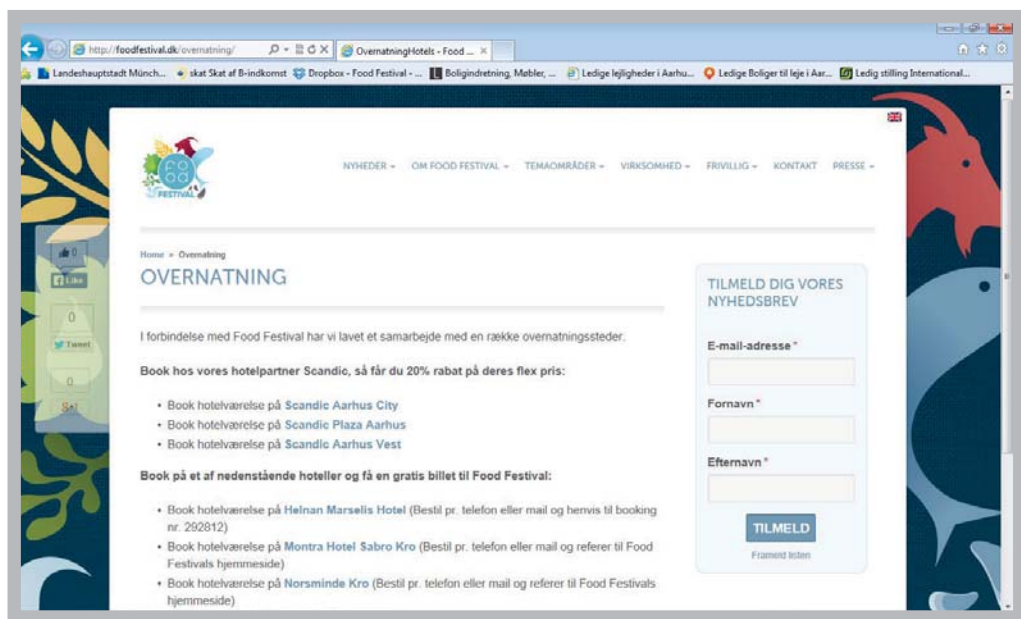 http://foodfestival.dk/overnatning/
OvernatningHotels - Food ...
Landeshauptstadt Münch...
skat Skat af B-indkomst
Dropbox - Food Festival - ...
Boligindretning, Møbler, ...
Ledige lejligheder i Aarhu...
Ledige Boliger til leje i Aar...
Ledig stilling International...
FOOD
FESTIVAL
NYHEDER
OM FOOD FESTIVAL
TEMAOMRÅDER
VIRKSOMHED
FRIVILLIG
KONTAKT
PRESSE
0
Like
0
Tweet
0
Home » Overnatning
OVERNATNING
I forbindelse med Food Festival har vi lavet et samarbejde med en række overnatningssteder.
Book hos vores hotelpartner Scandic, så får du 20% rabat på deres flex pris:
• Book hotelværelse på Scandic Aarhus City
• Book hotelværelse på Scandic Plaza Aarhus
• Book hotelværelse på Scandic Aarhus Vest
Book på et af nedenstående hoteller og få en gratis billet til Food Festival:
• Book hotelværelse på Helnan Marselis Hotel (Bestil pr. telefon eller mail og henvis til booking
nr. 292812)
• Book hotelværelse på Montra Hotel Sabro Kro (Bestil pr. telefon eller mail og referer til Food
Festivals hjemmeside)
• Book hotelværelse på Norsminde Kro (Bestil pr. telefon eller mail og referer til Food Festivals
hjemmeside)
TILMELD DIG VORES
NYHEDSBREV
E-mail-adresse *
Fornavn *
Efternavn *
TILMELD
Frameld listen